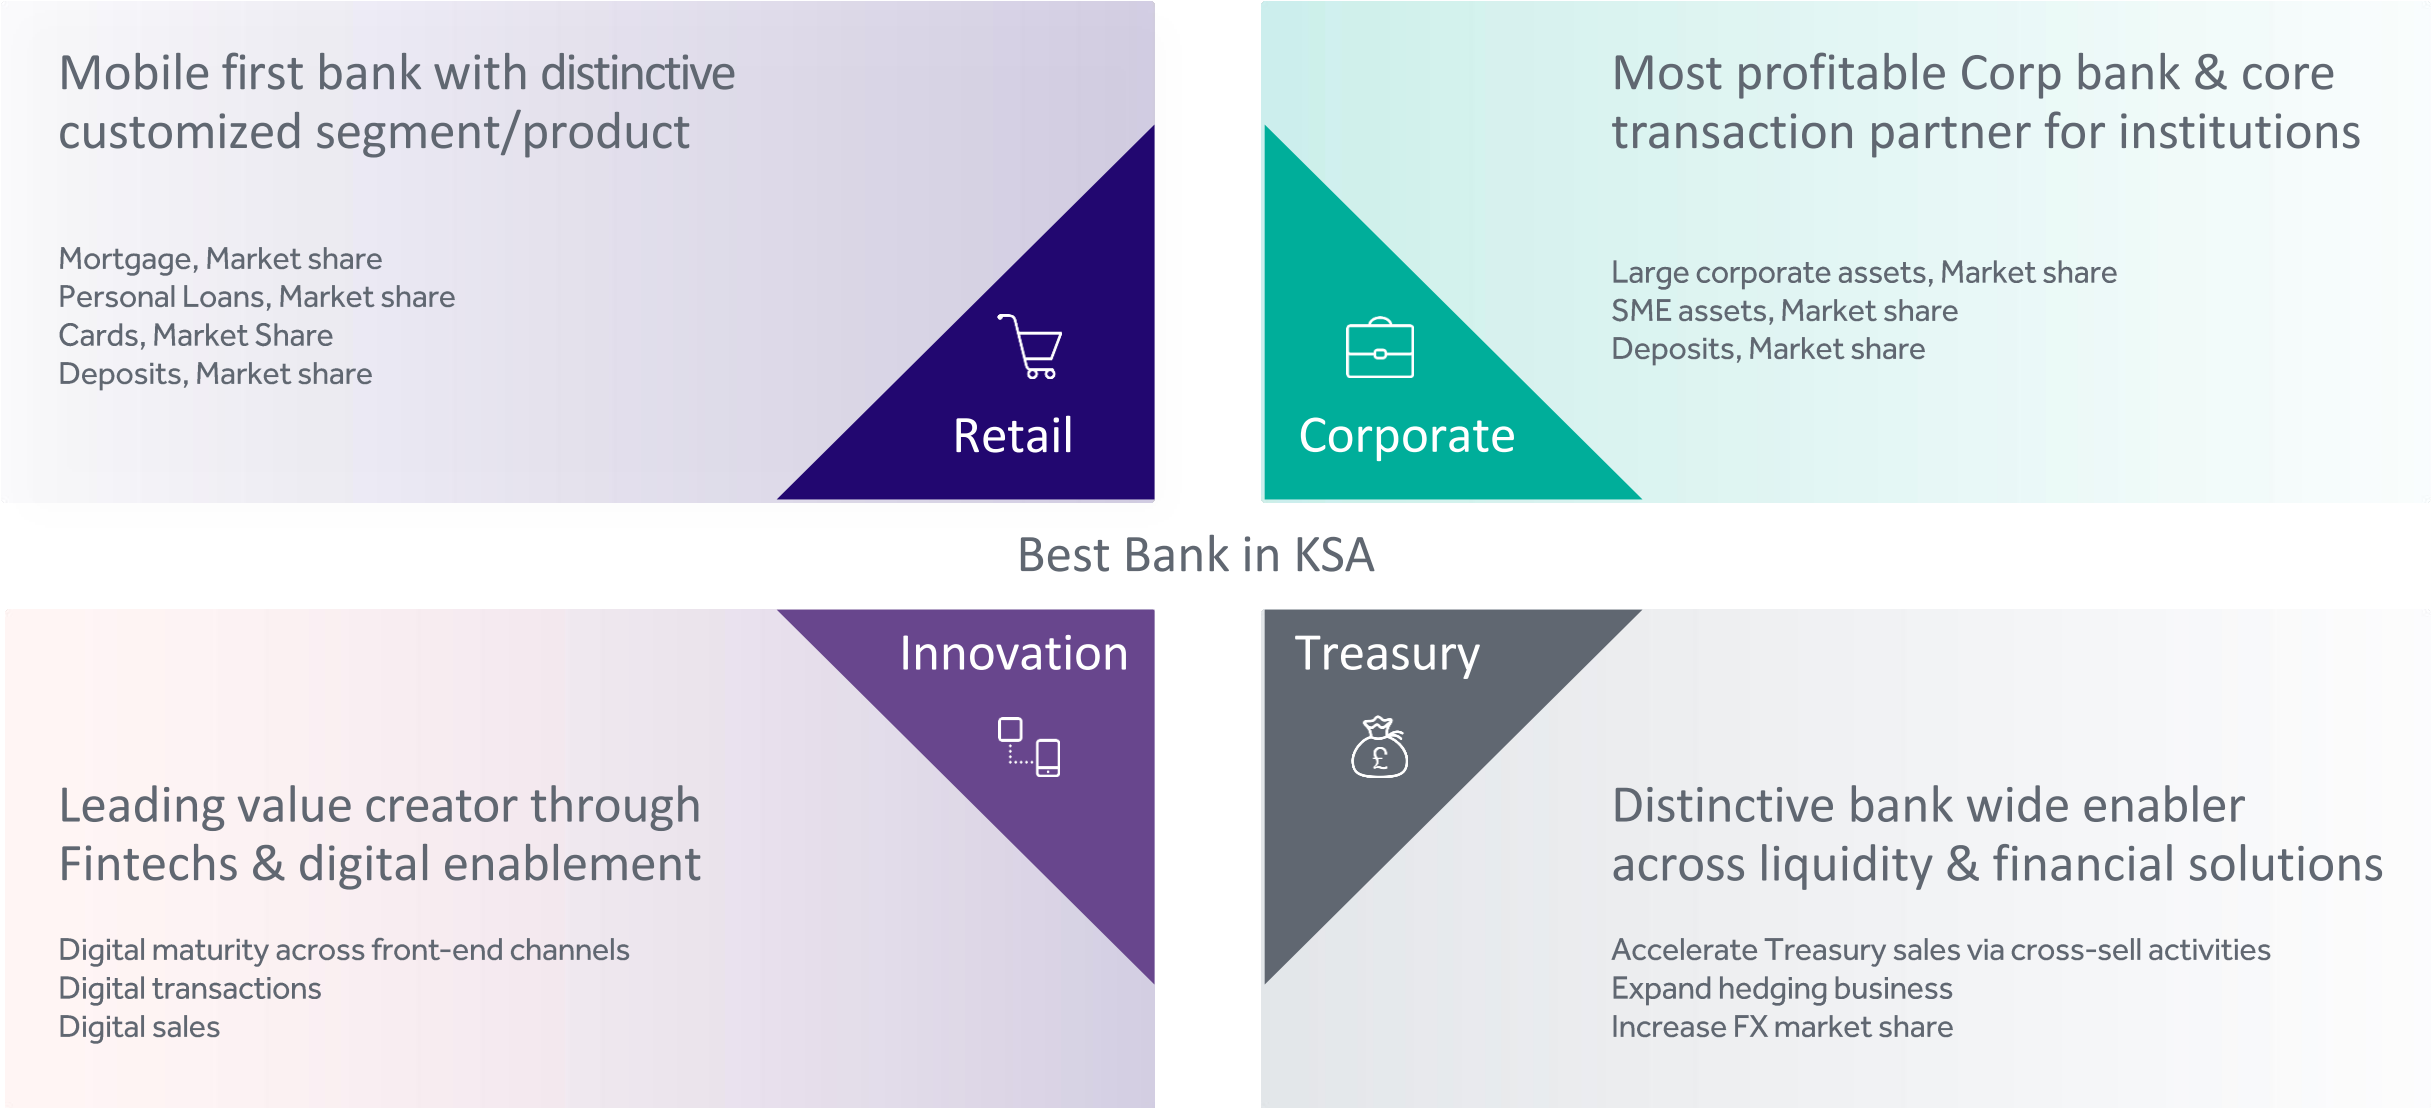 Mobile first bank with distinctive
customized segment/product
Mortgage, Market share
Personal Loans, Market share
Cards, Market Share
Deposits, Market share
Retail
Most profitable Corp bank & core
transaction partner for institutions
Large corporate assets, Market share
SME assets, Market share
Deposits, Market share
Corporate
Best Bank in KSA
Innovation
Leading value creator through
Fintechs & digital enablement
Digital maturity across front-end channels
Digital transactions
Digital sales
Treasury
£
Distinctive bank wide enabler
across liquidity & financial solutions
Accelerate Treasury sales via cross-sell activities
Expand hedging business
Increase FX market share